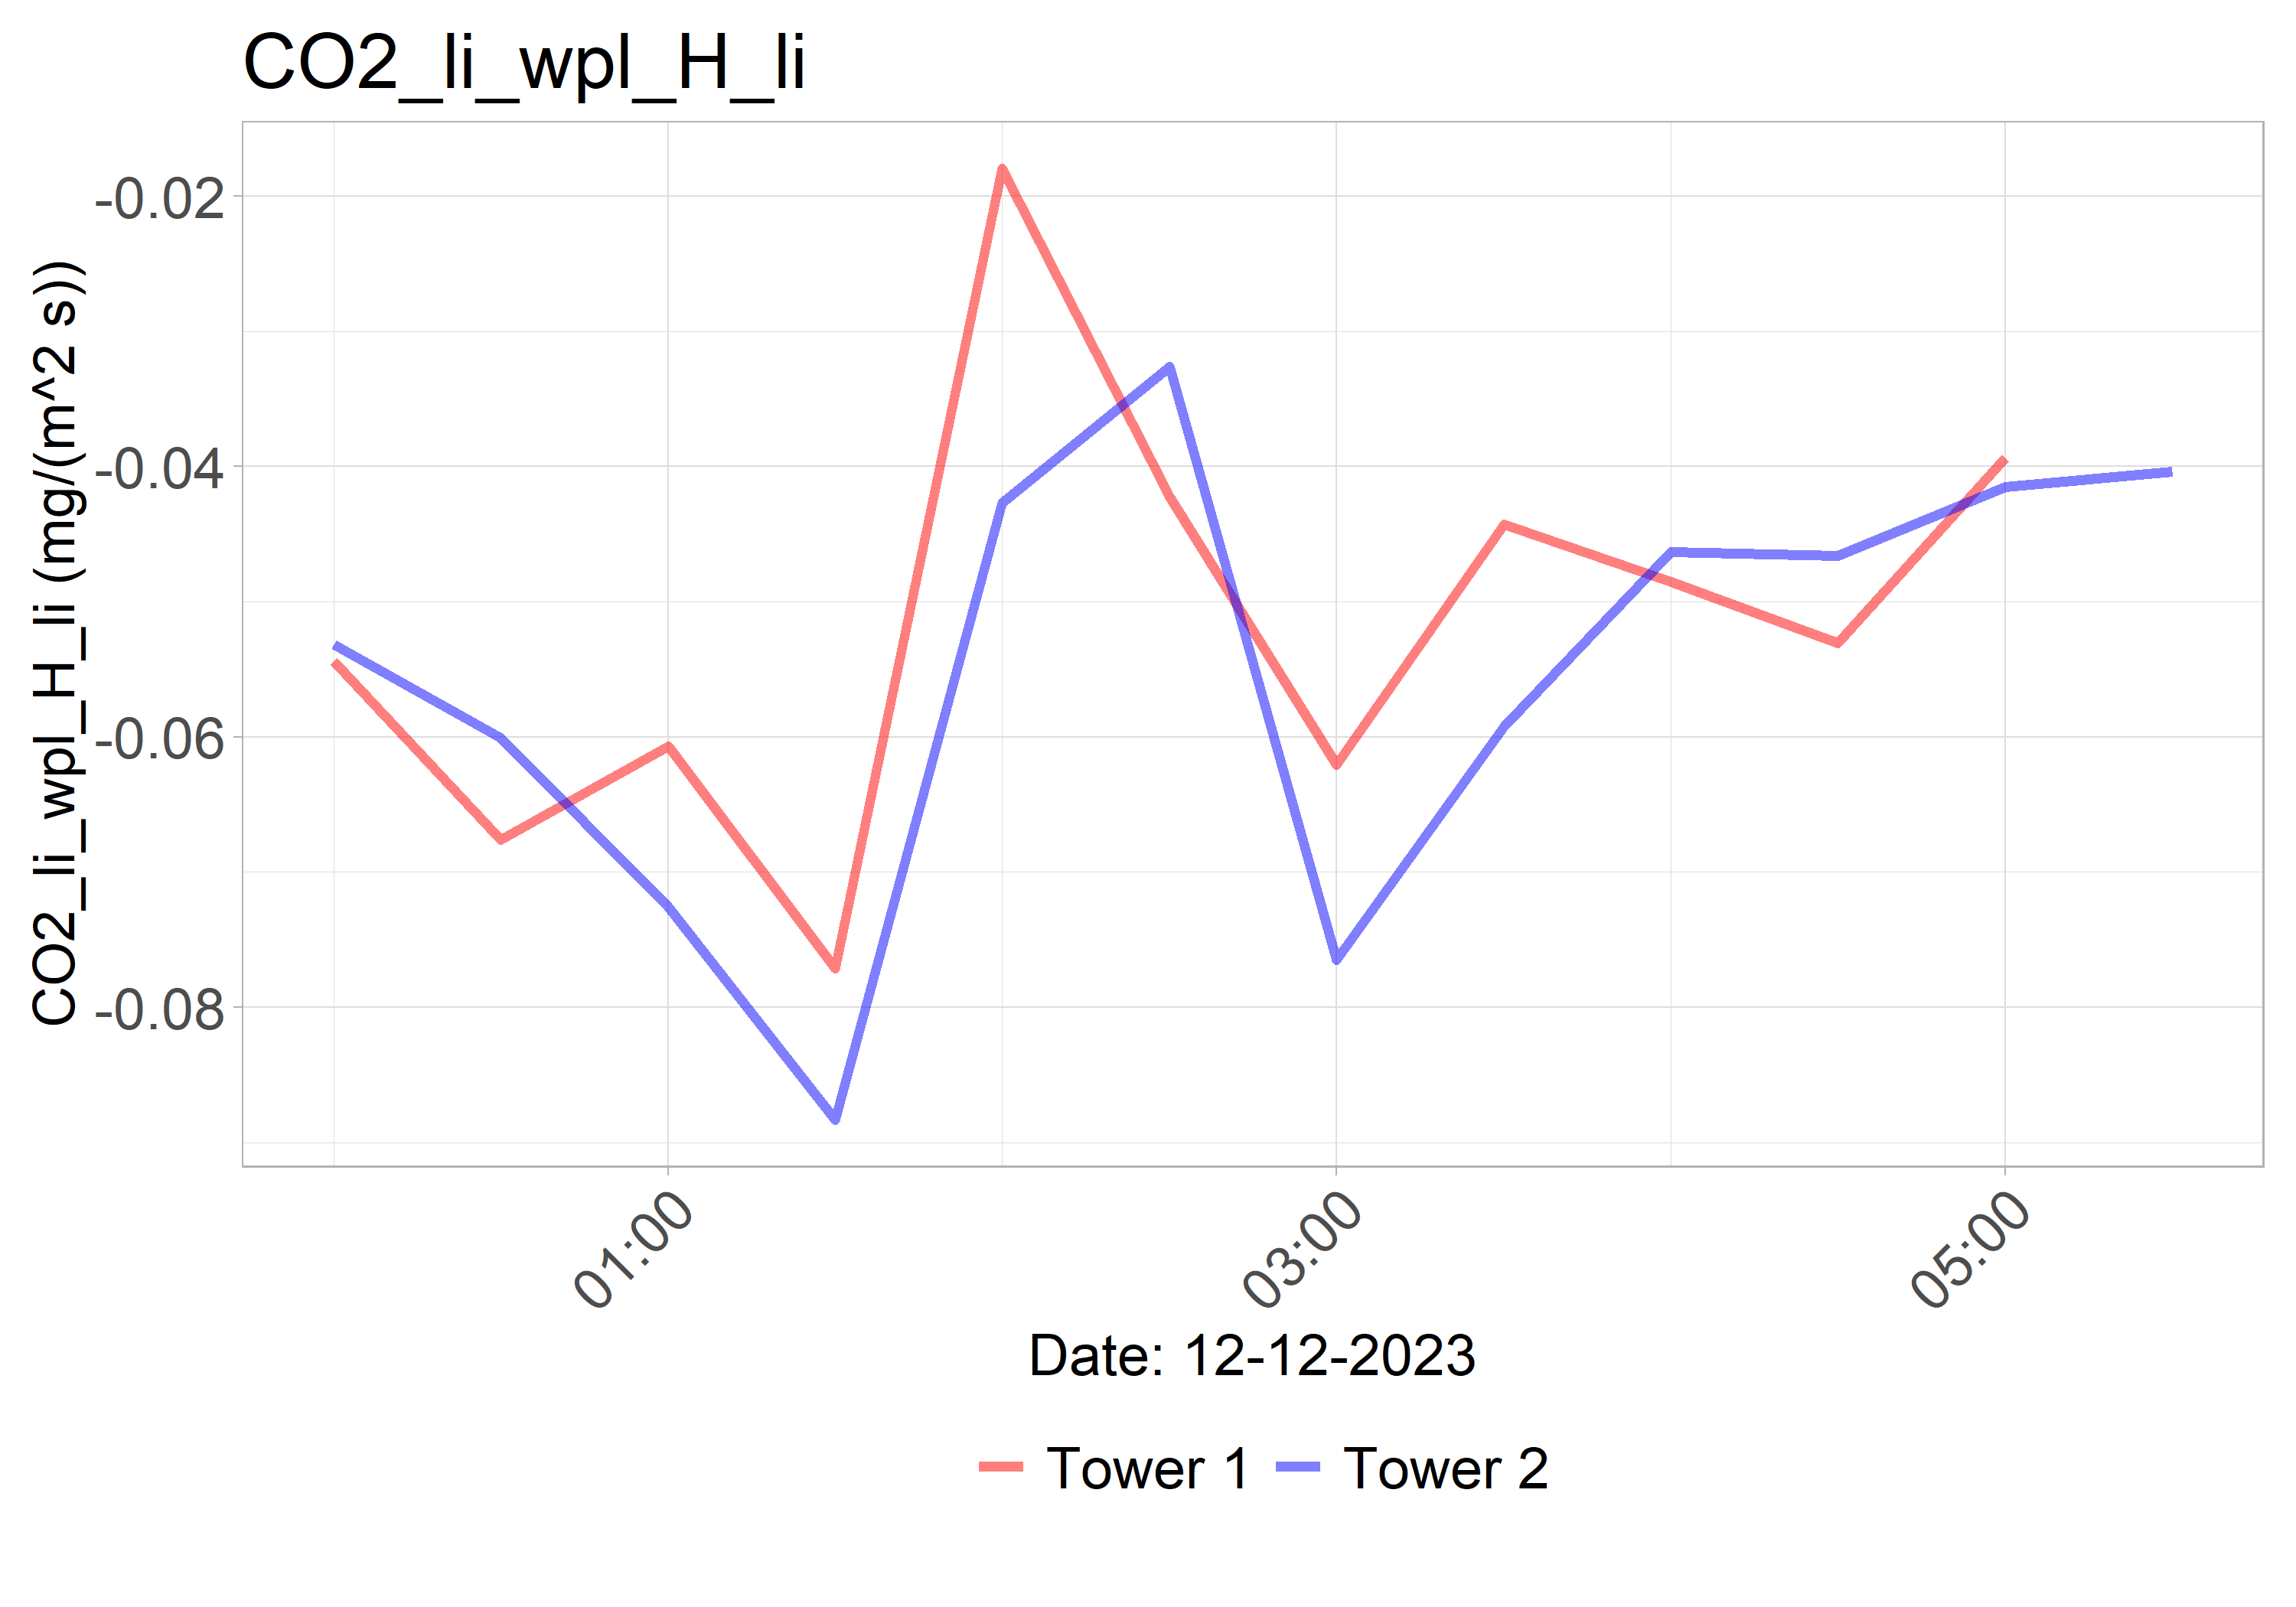 CO2_li_wpl_H_li
CO2_li_wpl_H_li (mg/(m^2 s))
-0.02
-0.04
-0.06
-0.08
01:00
03:00
05:00
Date: 12-12-2023
Tower 1
Tower 2